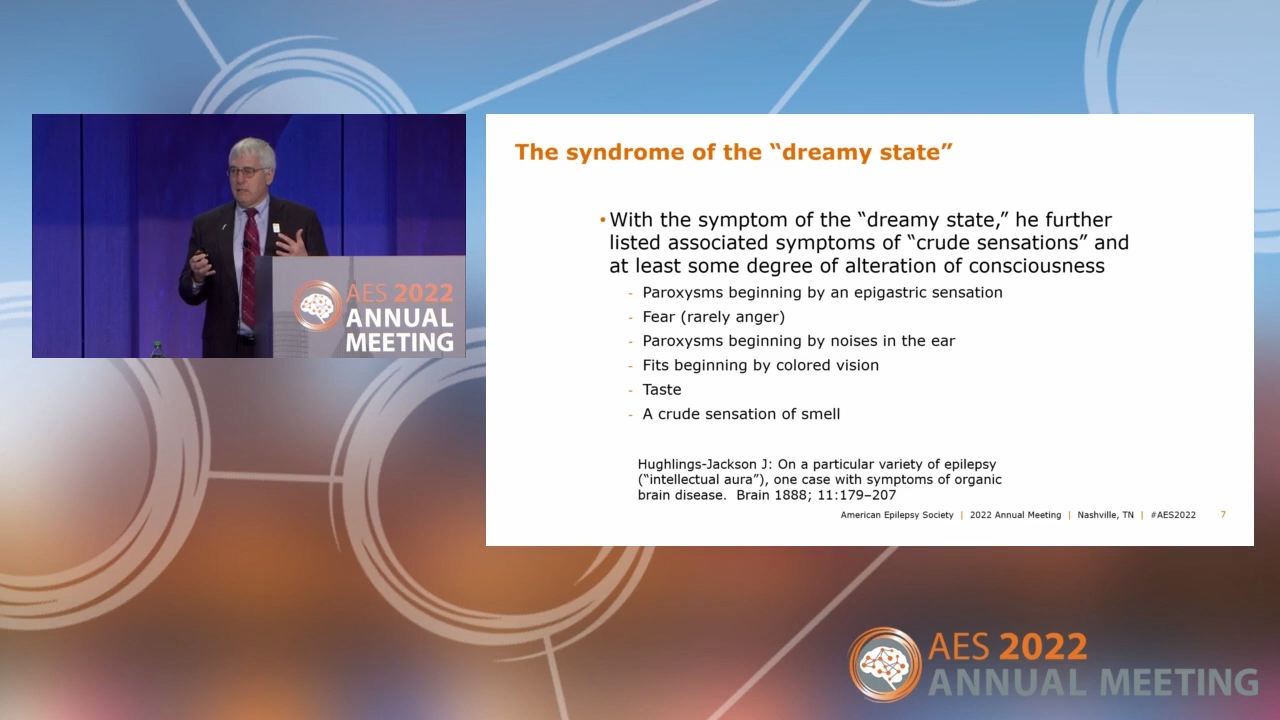 AES 2022
ANNUAL
MEETING
The syndrome of the “dreamy state”
• With the symptom of the “dreamy state,” he further
listed associated symptoms of “crude sensations” and
at least some degree of alteration of consciousness
- Paroxysms beginning by an epigastric sensation
- Fear (rarely anger)
- Paroxysms beginning by noises in the ear
- Fits beginning by colored vision
- Taste
- A crude sensation of smell
Hughlings-Jackson J: On a particular variety of epilepsy
(“intellectual aura”), one case with symptoms of organic
brain disease.  Brain 1888; 11:179–207
American Epilepsy Society | 2022 Annual Meeting | Nashville, TN | #AES2022 7
AES 2022
ANNUAL MEETING